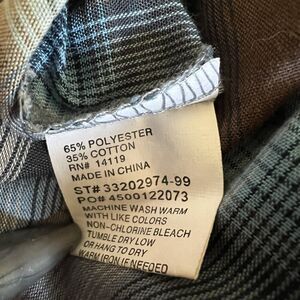 65% POLYESTER
35% COTTON
RN# 14119
MADE IN CHINA
ST# 33202974-99
PO# 4500122073
MACHINE WASH WARM
WITH LIKE COLORS
NON-CHLORINE BLEACH
TUMBLE DRY LOW
OR HANG TO DRY
WARM IRON IF NEEDED